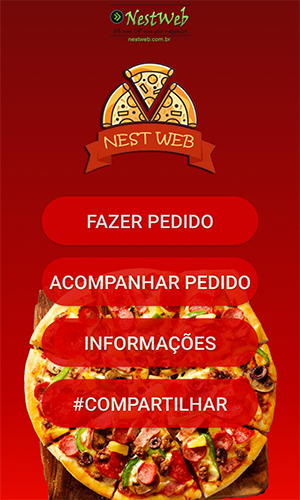 NestWeb
nestweb.com.br
NEST WEB
FAZER PEDIDO
ACOMPANHAR PEDIDO
INFORMAÇÕES
#COMPARTILHAR